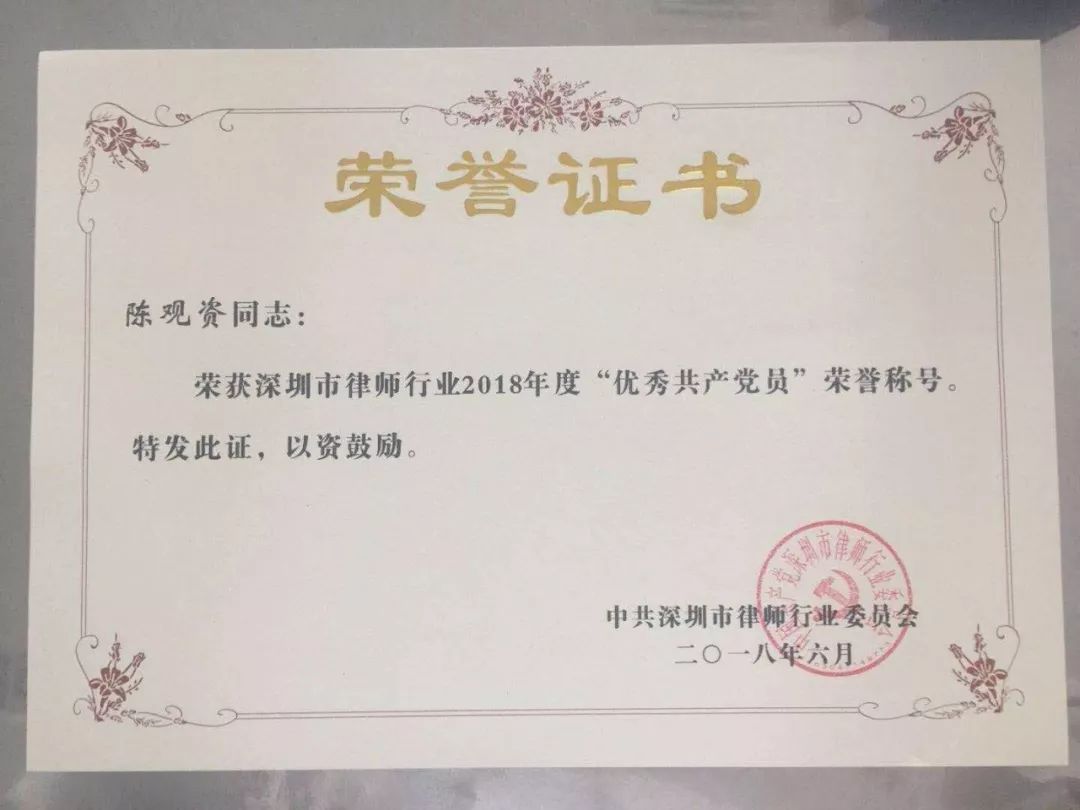 荣誉证书
陈观资同志：
荣获深圳市律师行业2018年度“优秀共产党员”荣誉称号。
特发此证，以资鼓励。
中共深圳市律师行业委员会
二〇一八年六月